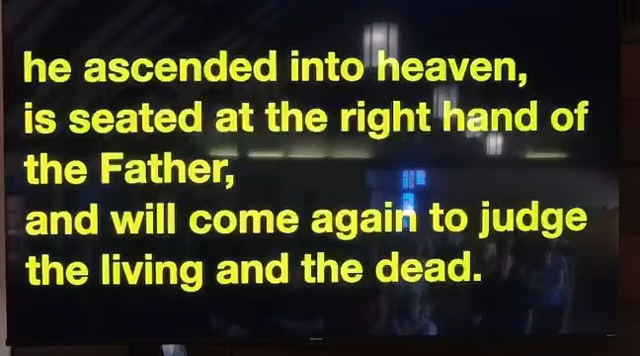 he ascended into heaven,
is seated at the right hand of
the Father,
and will come again to judge
the living and the dead.